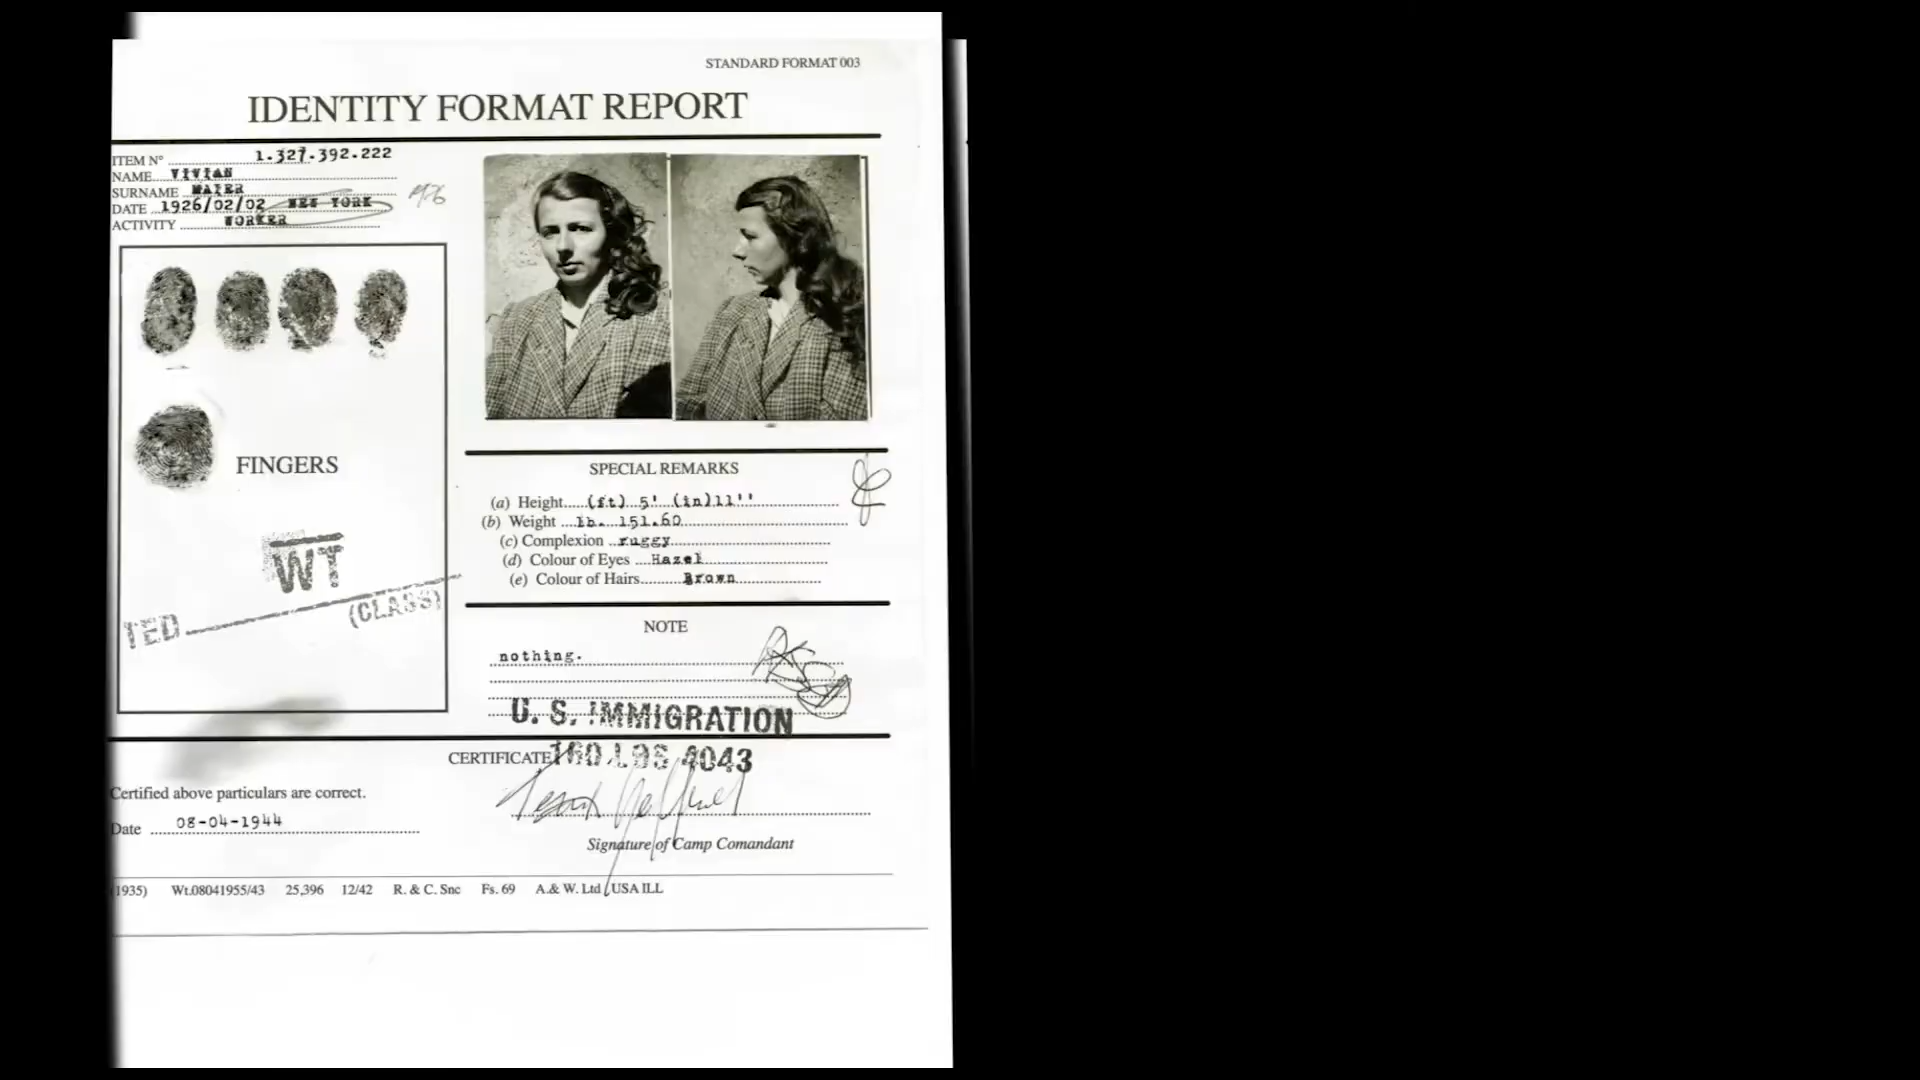 STANDARD FORMAT 003
IDENTITY FORMAT REPORT
ITEM N° 1.327.392.222
NAME VIVIAN
SURNAME MAIER
DATE 1926/02/02 NEW YORK
ACTIVITY WORKER
FINGERS
WT
TED (CLASS)
SPECIAL REMARKS
(a) Height (ft) 5' (in)11''
(b) Weight lb. 151.60
(c) Complexion ruggy
(d) Colour of Eyes Hazel
(e) Colour of Hairs Brown
NOTE
nothing.
U. S. IMMIGRATION
CERTIFICATE 160 LOS 4043
Certified above particulars are correct.
Date 08-04-1944
Signature of Camp Comandant
1935) Wt.08041955/43 25,396 12/42 R. & C. Snc Fs. 69 A.& W. Ltd USA ILL